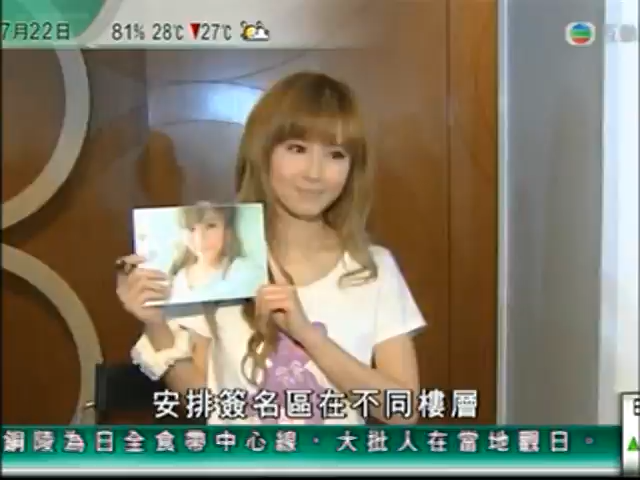 7月22日 81% 28℃ ▼27℃
安排簽名區在不同樓層
銅陵為日全食帶中心線。大批人在當地觀日。